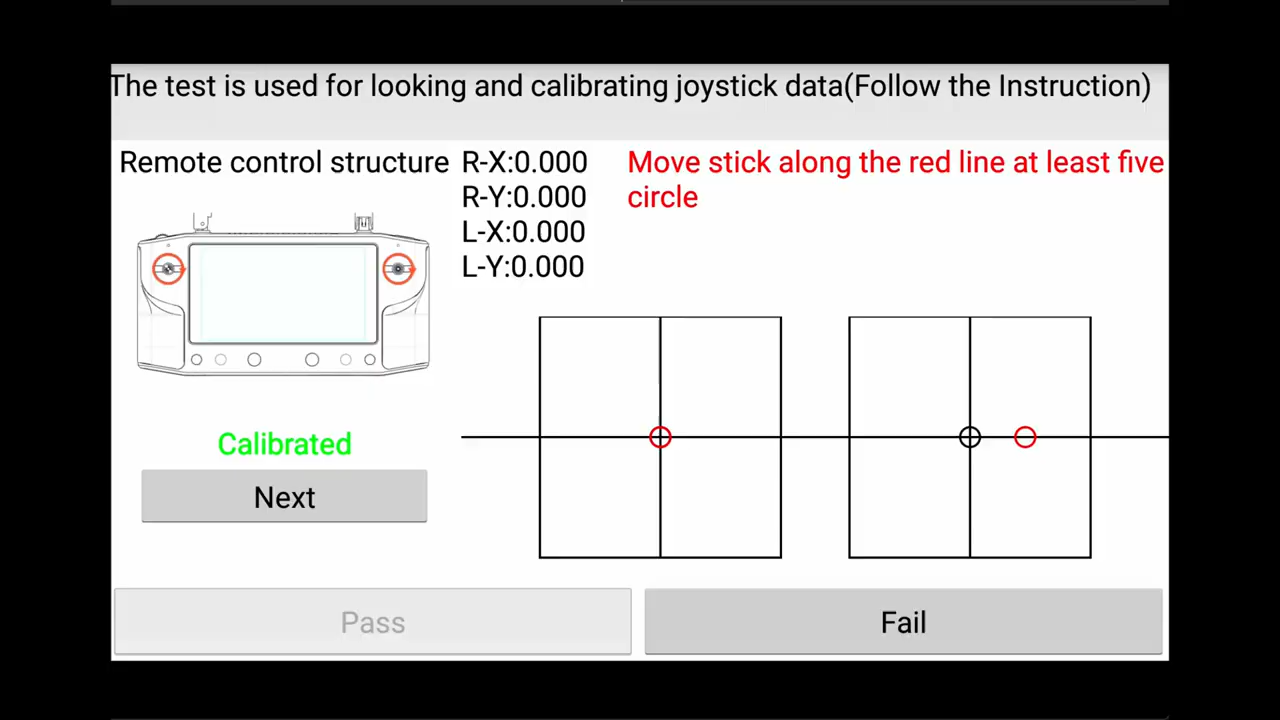 The test is used for looking and calibrating joystick data(Follow the Instruction)
Remote control structure
R-X:0.000
R-Y:0.000
L-X:0.000
L-Y:0.000
Move stick along the red line at least five
circle
Calibrated
Next
Pass
Fail